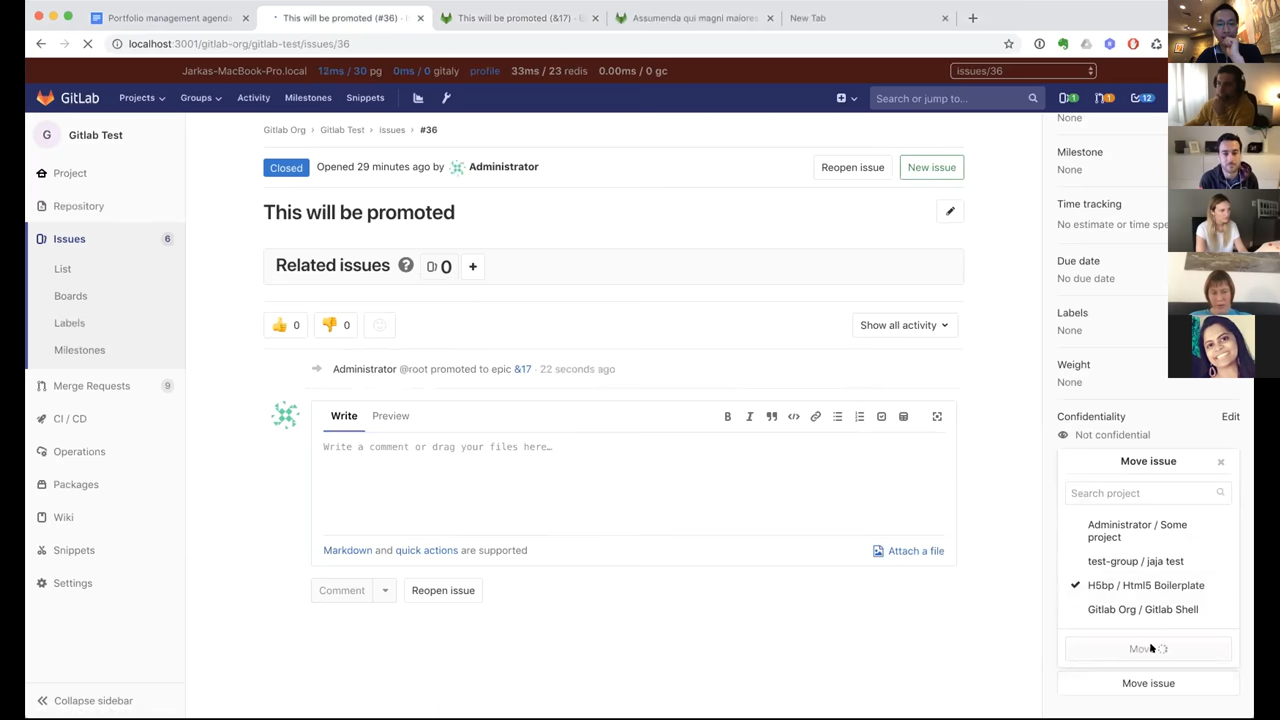 Portfolio management agenda
This will be promoted (#36) ·
This will be promoted (&17) · E
Assumenda qui magni maiores
New Tab
localhost:3001/gitlab-org/gitlab-test/issues/36
Jarkas-MacBook-Pro.local 12ms / 30 pg 0ms / 0 gitaly profile 33ms / 23 redis 0.00ms / 0 gc issues/36
GitLab Projects Groups Activity Milestones Snippets Search or jump to... 1 1 12
G Gitlab Test
Project
Repository
Issues 6
List
Boards
Labels
Milestones
Merge Requests 9
CI / CD
Operations
Packages
Wiki
Snippets
Settings
Collapse sidebar
Gitlab Org > Gitlab Test > issues > #36
Closed Opened 29 minutes ago by Administrator Reopen issue New issue
This will be promoted
Related issues ? 0 +
👍 0 👎 0 Show all activity
Administrator @root promoted to epic &17 · 22 seconds ago
Write Preview B I
Write a comment or drag your files here…
Markdown and quick actions are supported Attach a file
Comment Reopen issue
None
Milestone
None
Time tracking
No estimate or time spe
Due date
No due date
Labels
None
Weight
None
Confidentiality Edit
Not confidential
Move issue ×
Search project
Administrator / Some
project
test-group / jaja test
H5bp / Html5 Boilerplate
Gitlab Org / Gitlab Shell
Move issue